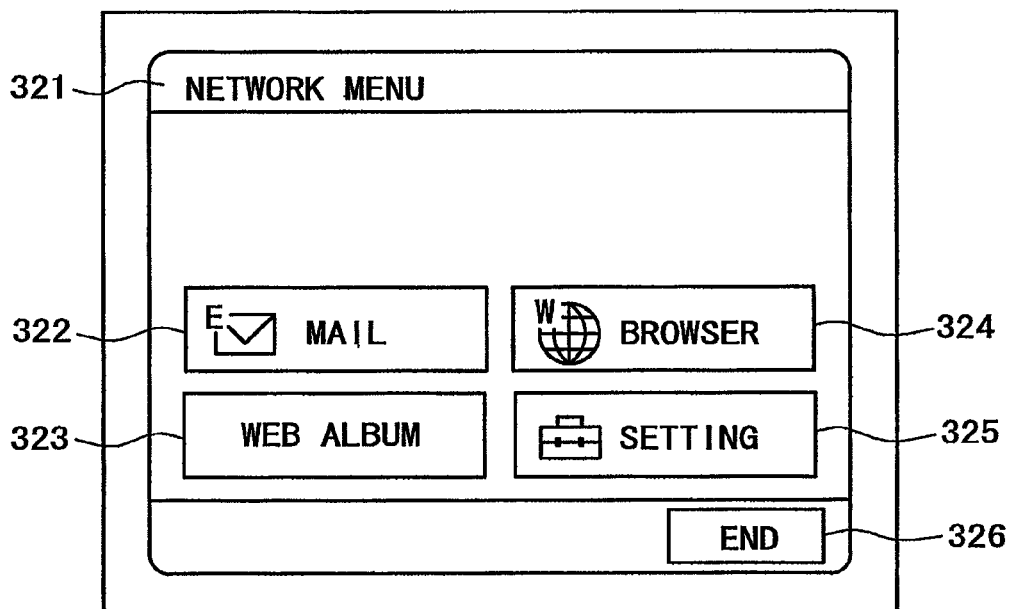 321 NETWORK MENU
322 E MAIL W BROWSER 324
323 WEB ALBUM SETTING 325
END 326